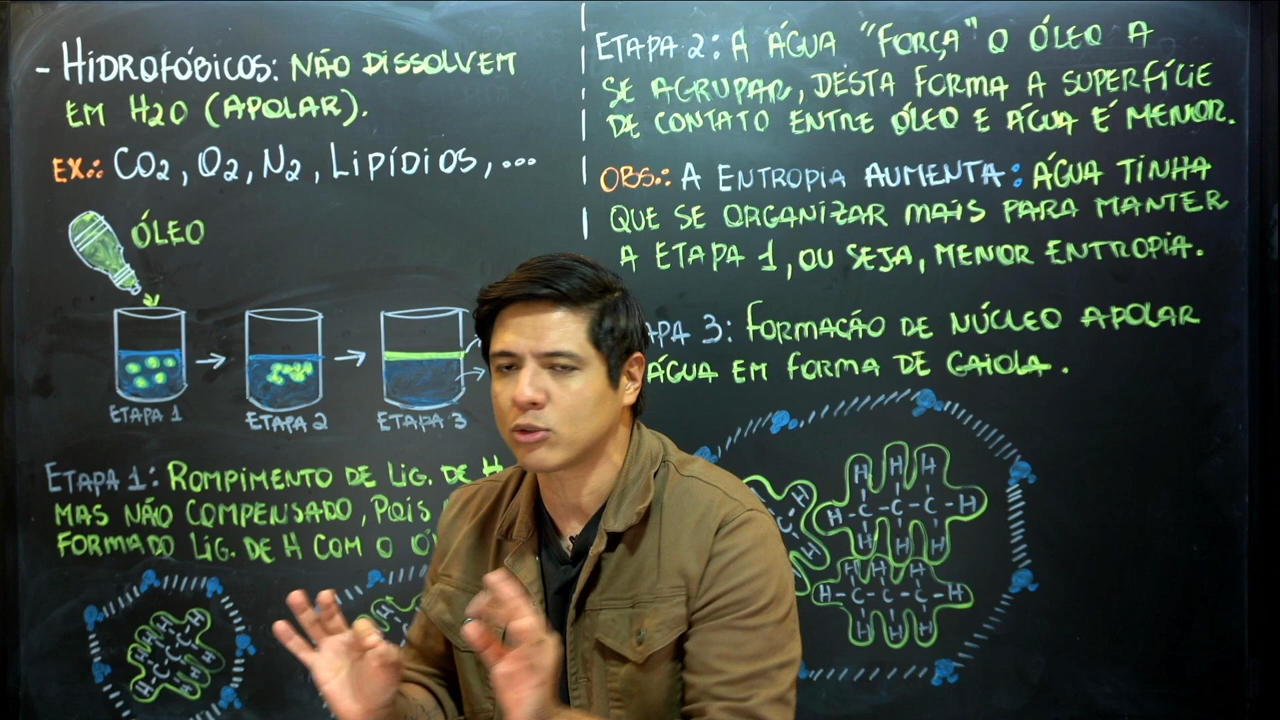 - HIDROFÓBICOS: NÃO DISSOLVEM
EM H2O (APOLAR).
EX.: CO2, O2, N2, LIPÍDIOS, ...
ÓLEO
ETAPA 1
ETAPA 2
ETAPA 3
ETAPA 1: ROMPIMENTO DE LIG. DE H
MAS NÃO COMPENSADO, POIS
FORMADO LIG. DE H COM O
ETAPA 2: A ÁGUA "FORÇA" O ÓLEO A
SE AGRUPAR, DESTA FORMA A SUPERFÍCIE
DE CONTATO ENTRE ÓLEO E ÁGUA É MENOR.
OBS.: A ENTROPIA AUMENTA: ÁGUA TINHA
QUE SE ORGANIZAR MAIS PARA MANTER
A ETAPA 1, OU SEJA, MENOR ENTROPIA.
3: FORMAÇÃO DE NÚCLEO APOLAR
ÁGUA EM FORMA DE GAIOLA.
H H H
H-C-C-C-H
H H H
H H H
H-C-C-C-H
H H H